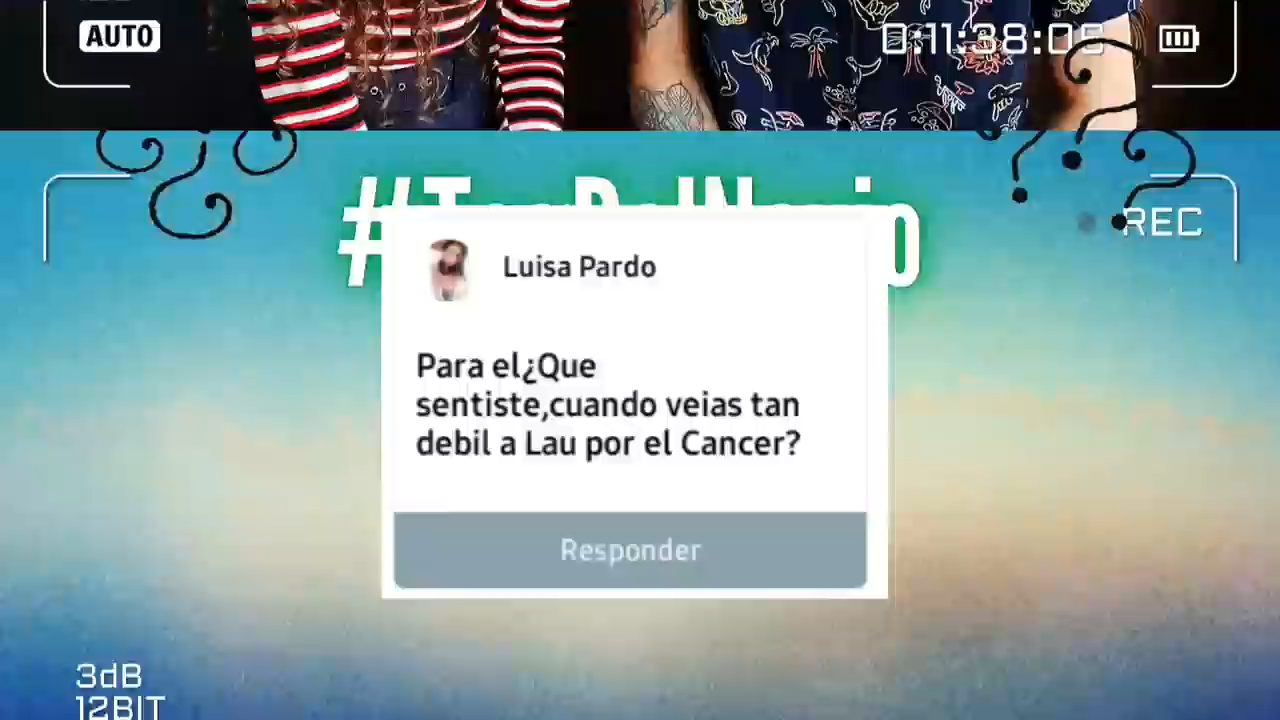 AUTO
0:11:38:05
REC
Luisa Pardo
Para el¿Que
sentiste,cuando veias tan
debil a Lau por el Cancer?
Responder
3dB
12BIT